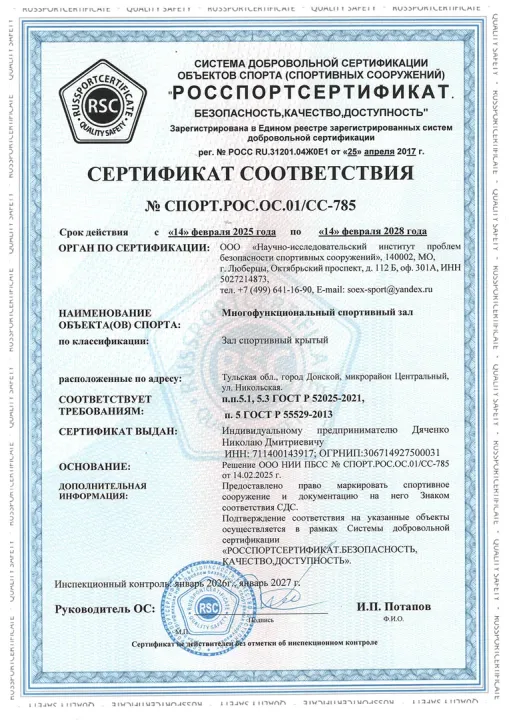 RUSSPORTCERTIFICATE · QUALITY SAFETY · RUSSPORTCERTIFICATE · QUALITY SAFETY · RUSSPORTCERTIFICATE
СИСТЕМА ДОБРОВОЛЬНОЙ СЕРТИФИКАЦИИ
ОБЪЕКТОВ СПОРТА (СПОРТИВНЫХ СООРУЖЕНИЙ)
"РОССПОРТСЕРТИФИКАТ.
БЕЗОПАСНОСТЬ,КАЧЕСТВО,ДОСТУПНОСТЬ"
Зарегистрирована в Едином реестре зарегистрированных систем
добровольной сертификации
рег. № РОСС RU.31201.04ЖОЕ1 от «25» апреля 2017 г.
RUSSPORTCERTIFICATE
RSC
QUALITY SAFETY
СЕРТИФИКАТ СООТВЕТСТВИЯ
№ СПОРТ.РОС.ОС.01/СС-785
Срок действия с «14» февраля 2025 года по «14» февраля 2028 года
ОРГАН ПО СЕРТИФИКАЦИИ: ООО «Научно-исследовательский институт проблем
безопасности спортивных сооружений», 140002, МО,
г. Люберцы, Октябрьский проспект, д. 112 Б, оф. 301А, ИНН
5027214873,
тел. +7 (499) 641-16-90, E-mail: soex-sport@yandex.ru
НАИМЕНОВАНИЕ Многофункциональный спортивный зал
ОБЪЕКТА(ОВ) СПОРТА:
по классификации: Зал спортивный крытый
расположенные по адресу: Тульская обл., город Донской, микрорайон Центральный,
ул. Никольская.
СООТВЕТСТВУЕТ п.п.5.1, 5.3 ГОСТ Р 52025-2021,
ТРЕБОВАНИЯМ: п. 5 ГОСТ Р 55529-2013
СЕРТИФИКАТ ВЫДАН: Индивидуальному предпринимателю Дяченко
Николаю Дмитриевичу
ИНН: 711400143917; ОГРНИП:306714927500031
ОСНОВАНИЕ: Решение ООО НИИ ПБСС № СПОРТ.РОС.ОС.01/СС-785
от 14.02.2025 г.
ДОПОЛНИТЕЛЬНАЯ Предоставлено право маркировать спортивное
ИНФОРМАЦИЯ: сооружение и документацию на него Знаком
соответствия СДС.
Подтверждение соответствия на указанные объекты
осуществляется в рамках Системы добровольной
сертификации
«РОССПОРТСЕРТИФИКАТ.БЕЗОПАСНОСТЬ,
КАЧЕСТВО,ДОСТУПНОСТЬ».
Инспекционный контроль: январь 2026г., январь 2027 г.
Руководитель ОС: И.П. Потапов
Подпись Ф.И.О.
М.П.
RSC
Сертификат не действителен без отметки об инспекционном контроле